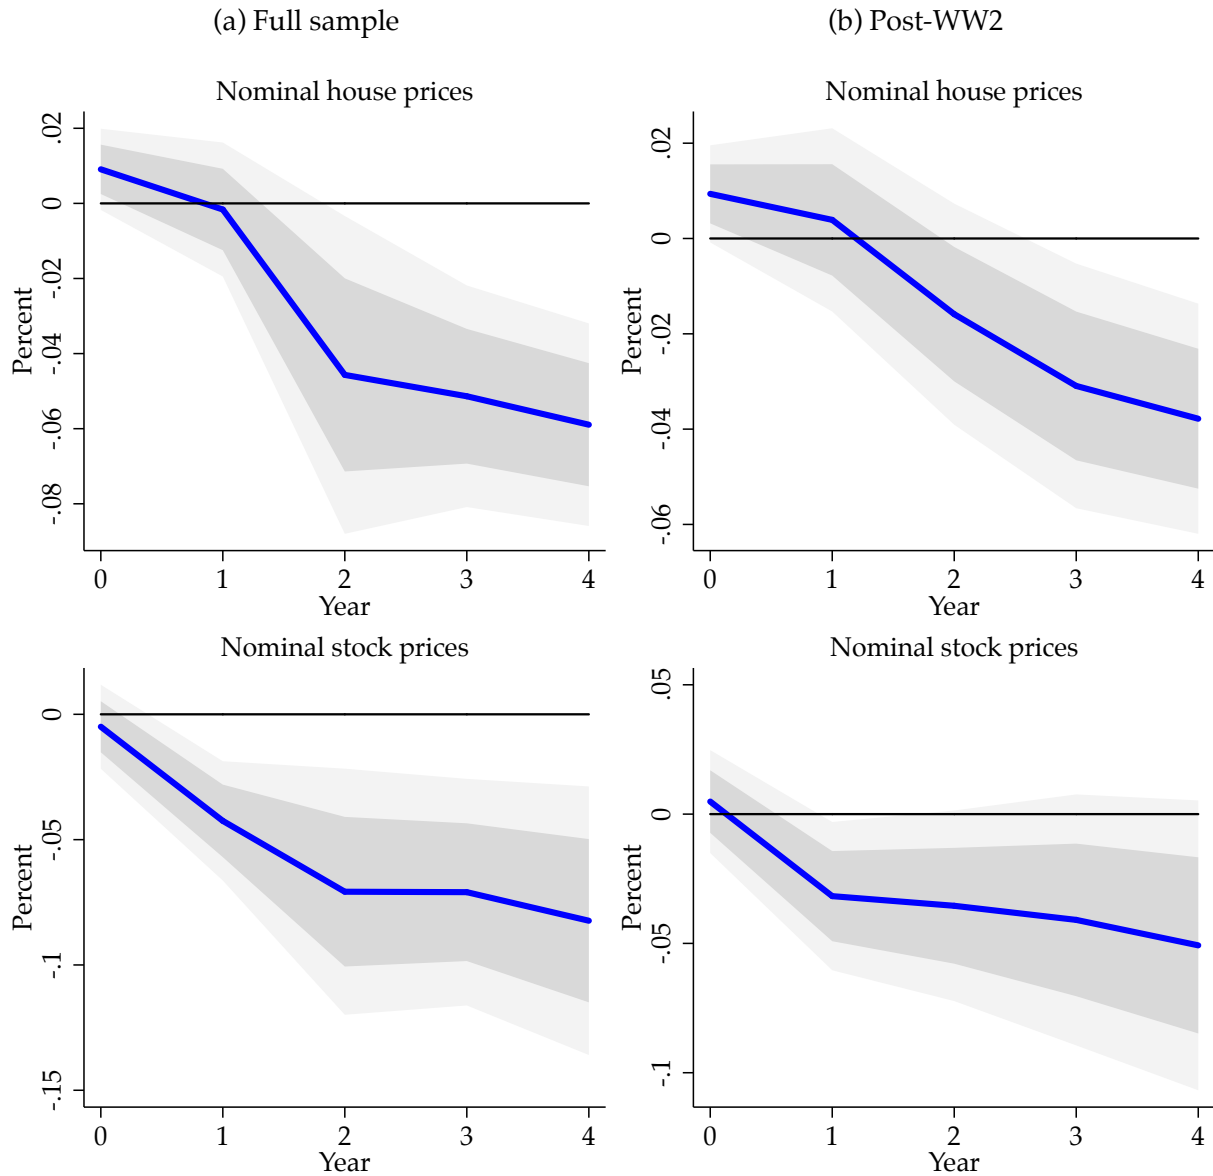 (a) Full sample
(b) Post-WW2
Nominal house prices
Percent
.02
0
-.02
-.04
-.06
-.08
0 1 2 3 4
Year
Nominal house prices
Percent
.02
0
-.02
-.04
-.06
0 1 2 3 4
Year
Nominal stock prices
Percent
0
-.05
-.1
-.15
0 1 2 3 4
Year
Nominal stock prices
Percent
.05
0
-.05
-.1
0 1 2 3 4
Year